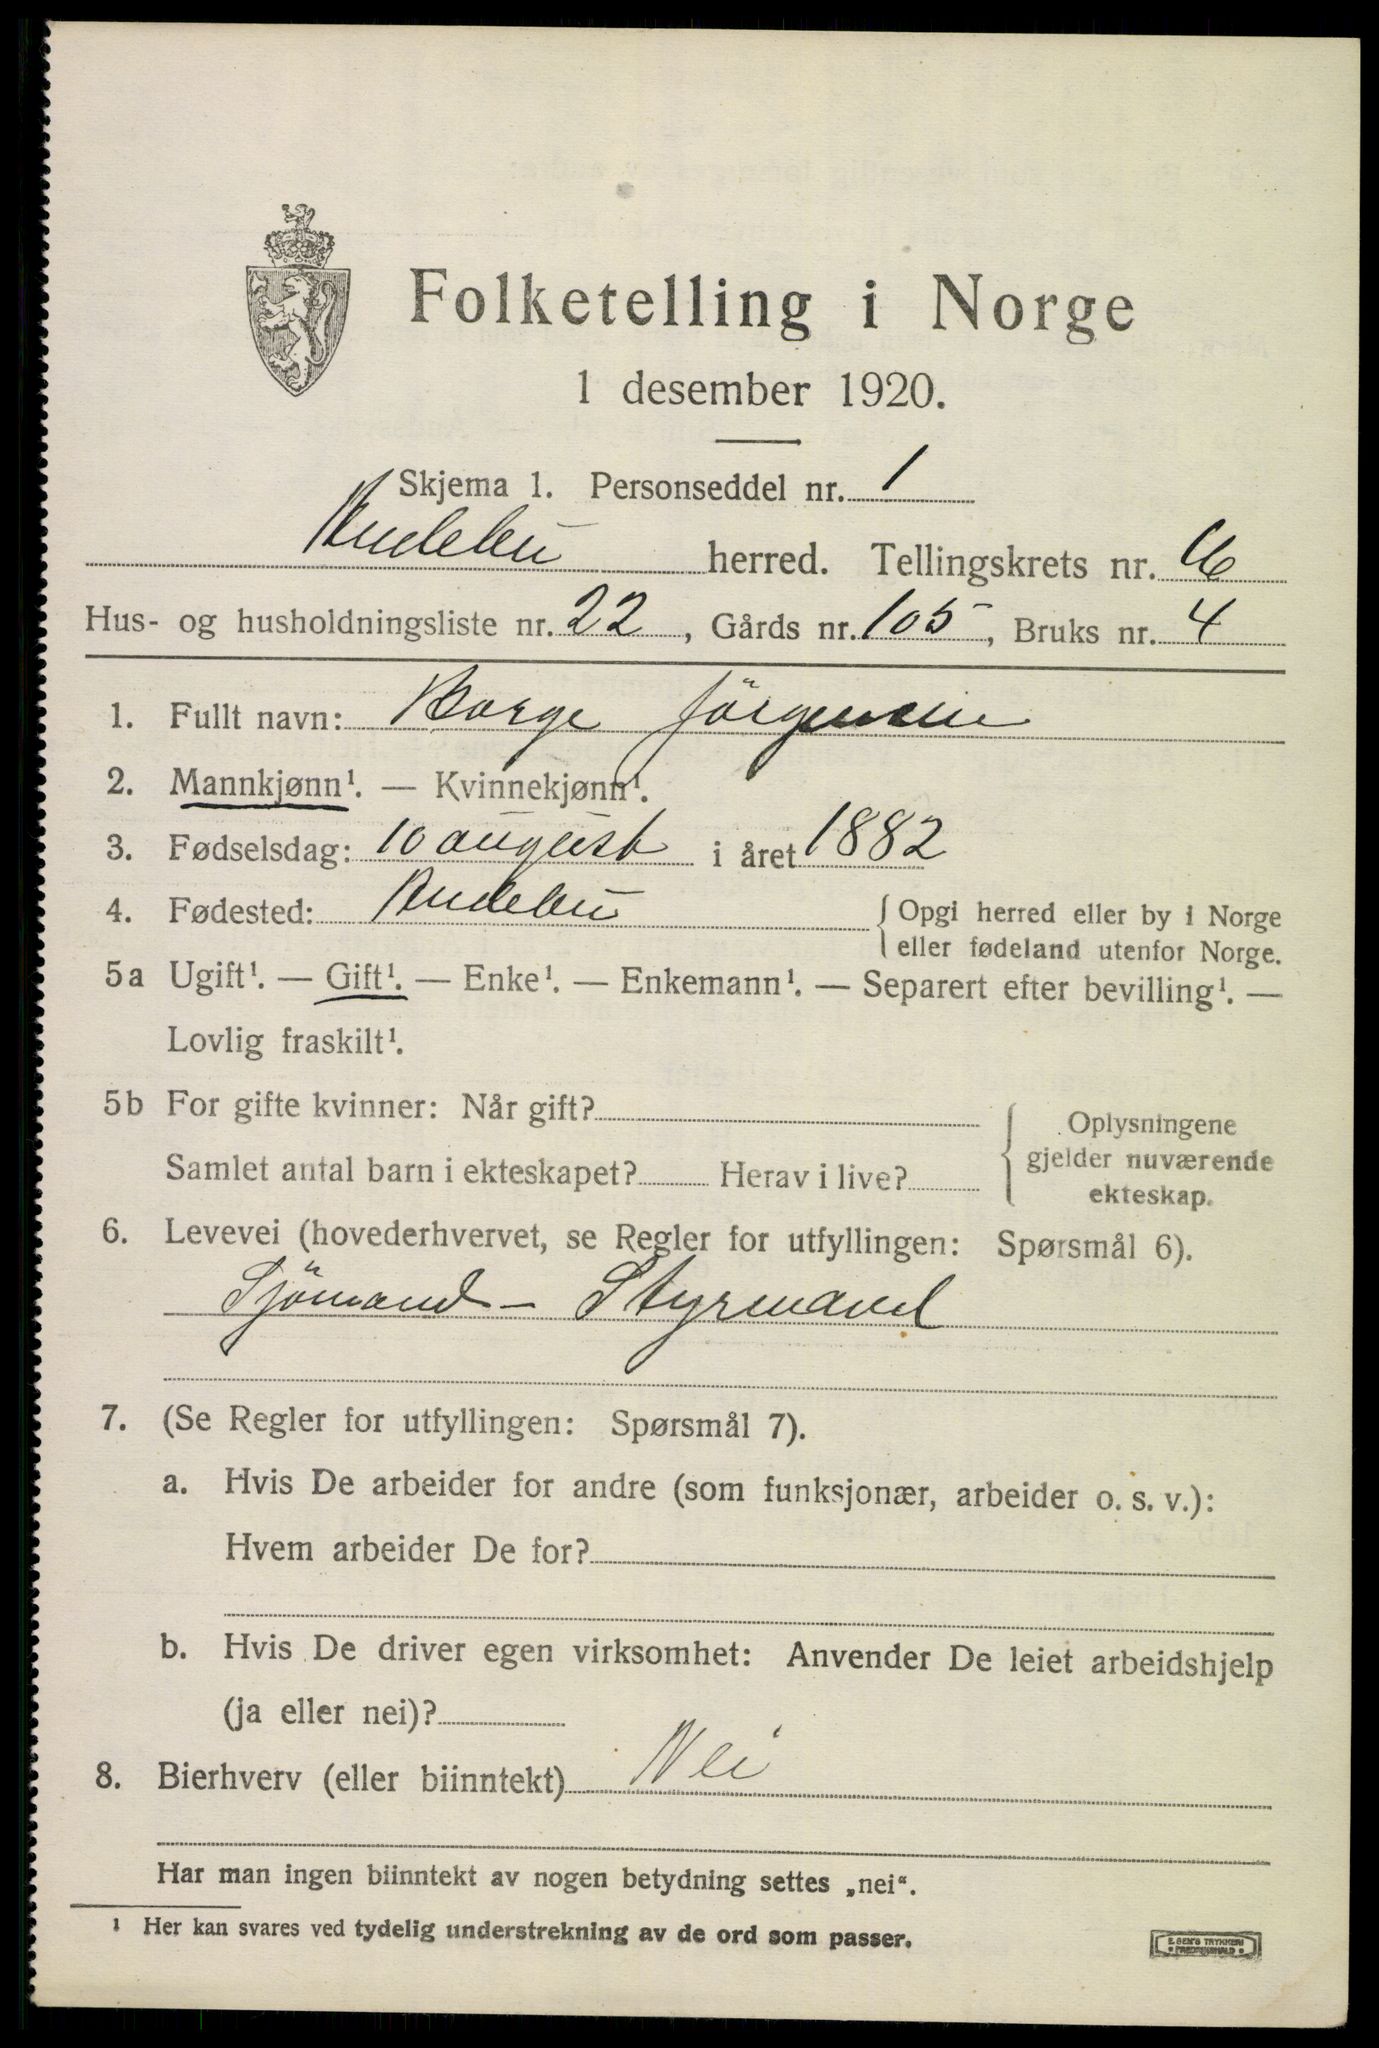 Folketelling i Norge
1 desember 1920.
Skjema 1. Personseddel nr. 1
Andebu herred. Tellingskrets nr. 6
Hus- og husholdningsliste nr. 22, Gårds nr. 105, Bruks nr. 4
1. Fullt navn: Borge Jörgensen
2. Mannkjønn¹. — Kvinnekjønn¹.
3. Fødselsdag: 10 august i året 1882
4. Fødested: Andebu {Opgi herred eller by i Norge
eller fødeland utenfor Norge.
5a Ugift¹. — Gift¹. — Enke¹. — Enkemann¹. — Separert efter bevilling¹. —
Lovlig fraskilt¹.
5b For gifte kvinner: Når gift?
Samlet antal barn i ekteskapet? Herav i live?
Oplysningene
gjelder nuværende
ekteskap.
6. Levevei (hovederhvervet, se Regler for utfyllingen: Spørsmål 6).
Sjömand - Styrmand
7. (Se Regler for utfyllingen: Spørsmål 7).
a. Hvis De arbeider for andre (som funksjonær, arbeider o. s. v.):
Hvem arbeider De for?
b. Hvis De driver egen virksomhet: Anvender De leiet arbeidshjelp
(ja eller nei)?
8. Bierhverv (eller biinntekt) Nei
Har man ingen biinntekt av nogen betydning settes „nei“.
¹ Her kan svares ved tydelig understrekning av de ord som passer.
E. SEM'S TRYKKERI
FREDRIKSHALD